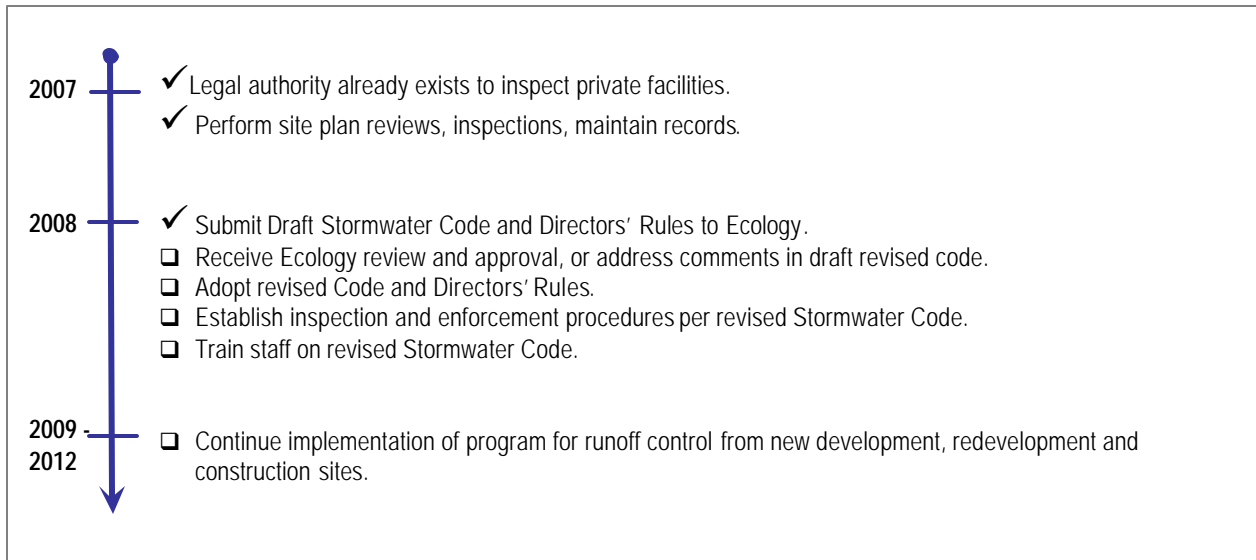 2007 ✓ Legal authority already exists to inspect private facilities.
✓ Perform site plan reviews, inspections, maintain records.
2008 ✓ Submit Draft Stormwater Code and Directors' Rules to Ecology.
❑ Receive Ecology review and approval, or address comments in draft revised code.
❑ Adopt revised Code and Directors' Rules.
❑ Establish inspection and enforcement procedures per revised Stormwater Code.
❑ Train staff on revised Stormwater Code.
2009 -
2012
❑ Continue implementation of program for runoff control from new development, redevelopment and
construction sites.